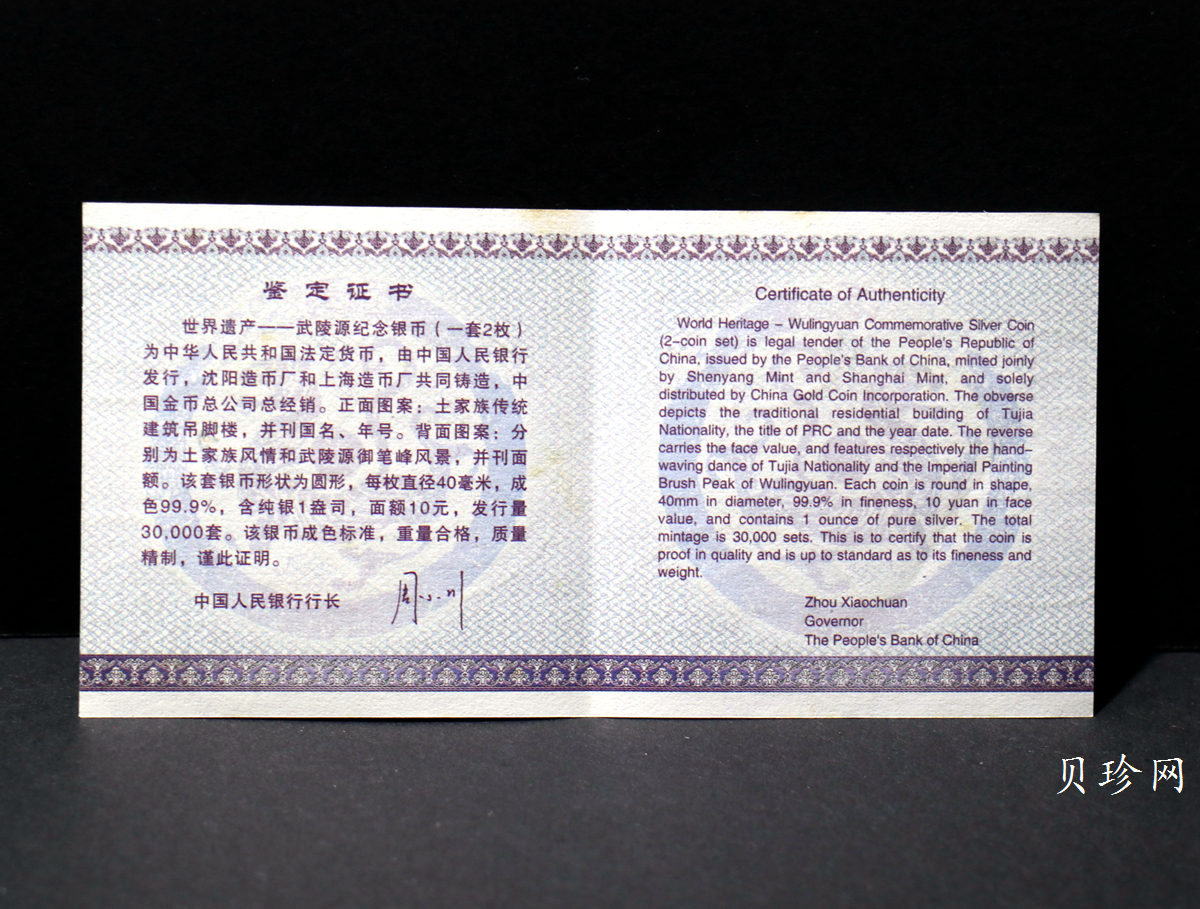 鉴定证书
世界遗产——武陵源纪念银币（一套2枚）
为中华人民共和国法定货币，由中国人民银行
发行，沈阳造币厂和上海造币厂共同铸造，中
国金币总公司总经销。正面图案：土家族传统
建筑吊脚楼，并刊国名、年号。背面图案：分
别为土家族风情和武陵源御笔峰风景，并刊面
额。该套银币形状为圆形，每枚直径40毫米，成
色99.9%，含纯银1盎司，面额10元，发行量
30,000套。该银币成色标准，重量合格，质量
精制，谨此证明。
中国人民银行行长
周小川
Certificate of Authenticity
World Heritage – Wulingyuan Commemorative Silver Coin
(2–coin set) is legal tender of the People's Republic of
China, issued by the People's Bank of China, minted joinly
by Shenyang Mint and Shanghai Mint, and solely
distributed by China Gold Coin Incorporation. The obverse
depicts the traditional residential building of Tujia
Nationality, the title of PRC and the year date. The reverse
carries the face value, and features respectively the hand–
waving dance of Tujia Nationality and the Imperial Painting
Brush Peak of Wulingyuan. Each coin is round in shape,
40mm in diameter, 99.9% in fineness, 10 yuan in face
value, and contains 1 ounce of pure silver. The total
mintage is 30,000 sets. This is to certify that the coin is
proof in quality and is up to standard as to its fineness and
weight.
Zhou Xiaochuan
Governor
The People's Bank of China
贝珍网